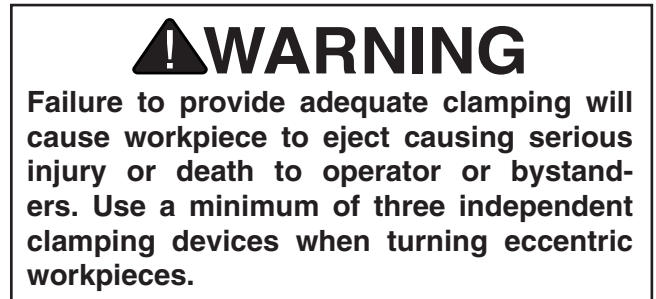 WARNING
Failure to provide adequate clamping will
cause workpiece to eject causing serious
injury or death to operator or bystand-
ers. Use a minimum of three independent
clamping devices when turning eccentric
workpieces.